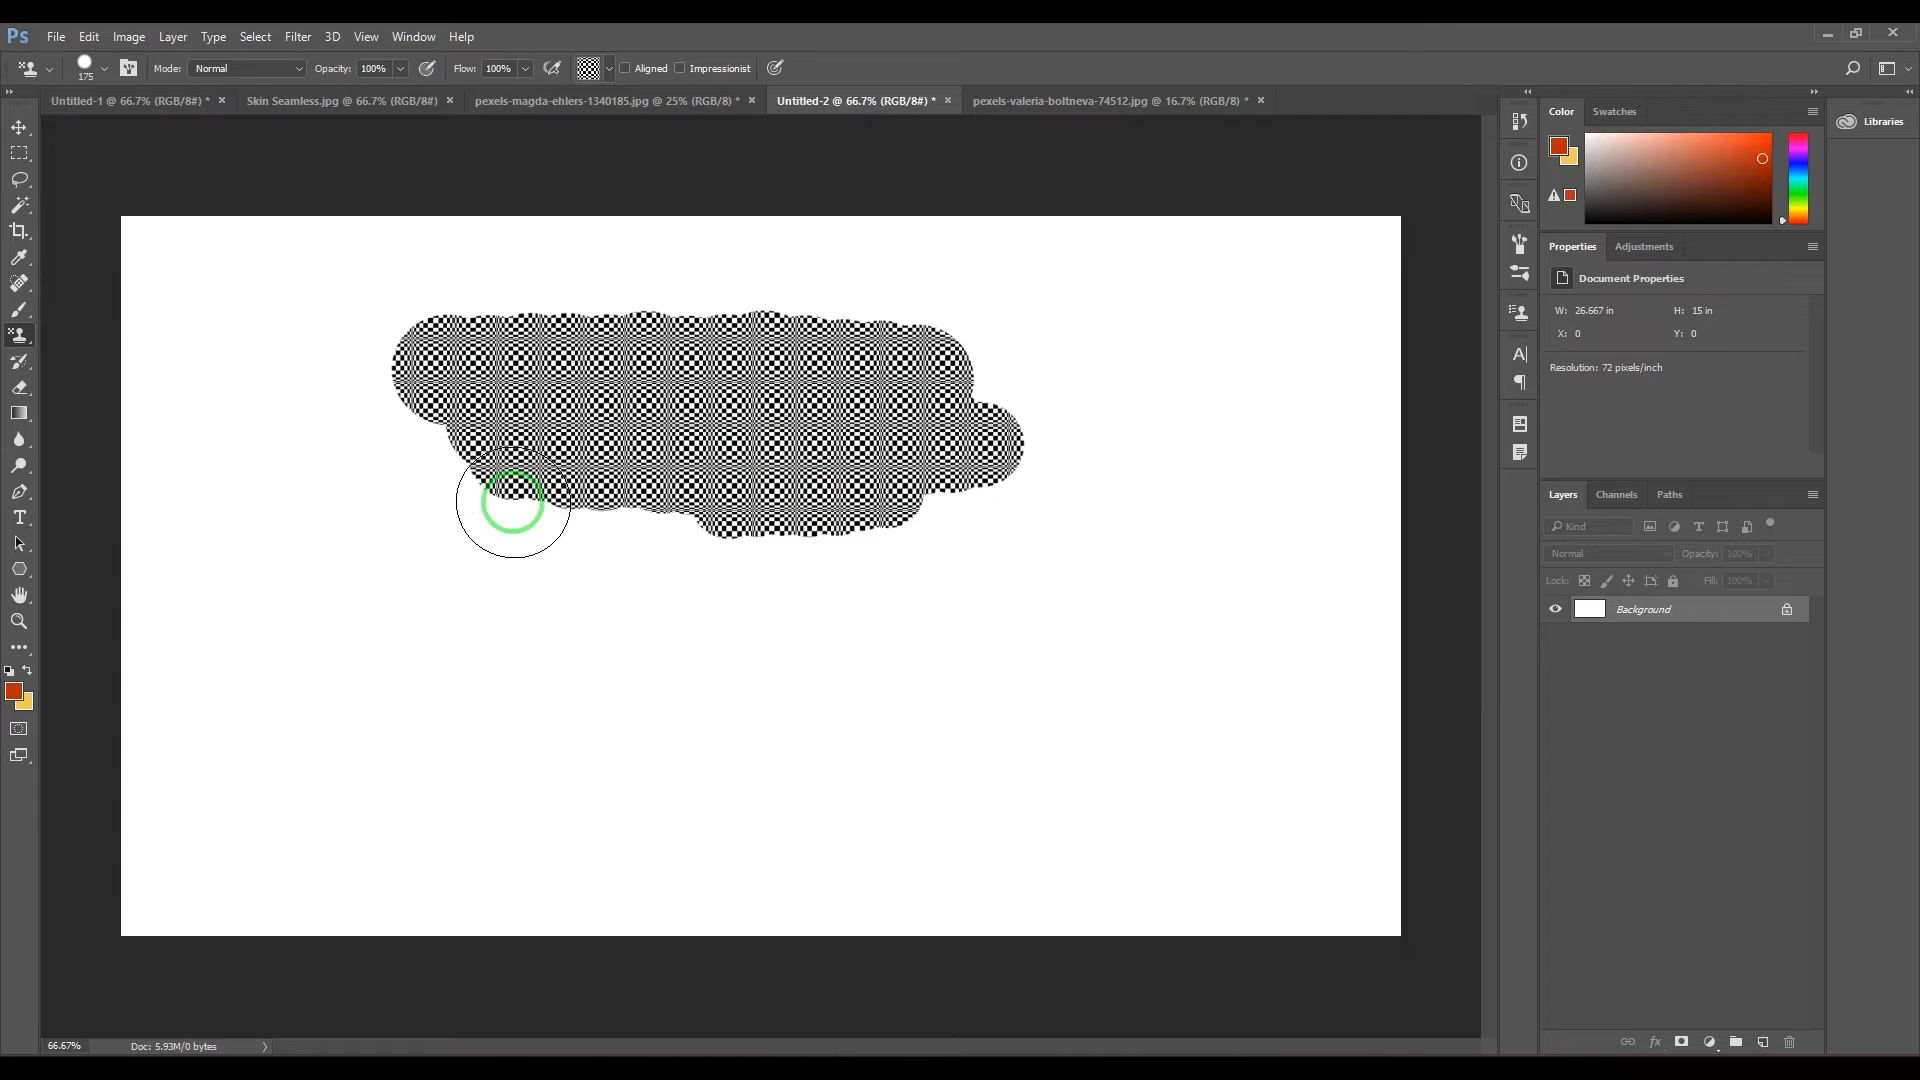 Ps File Edit Image Layer Type Select Filter 3D View Window Help
175 Mode: Normal Opacity: 100% Flow: 100% Aligned Impressionist
Untitled-1 @ 66.7% (RGB/8#) * × Skin Seamless.jpg @ 66.7% (RGB/8#) × pexels-magda-ehlers-1340185.jpg @ 25% (RGB/8) * × Untitled-2 @ 66.7% (RGB/8#) * × pexels-valeria-boltneva-74512.jpg @ 16.7% (RGB/8) * ×
Color Swatches
Libraries
Properties Adjustments
Document Properties
W: 26.667 in H: 15 in
X: 0 Y: 0
Resolution: 72 pixels/inch
Layers Channels Paths
Kind
Normal Opacity: 100%
Lock: Fill: 100%
Background
fx
66.67% Doc: 5.93M/0 bytes